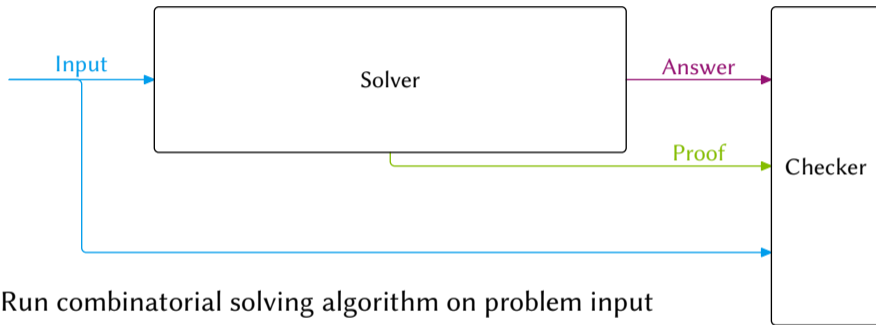 Input
Solver
Answer
Proof
Checker
Run combinatorial solving algorithm on problem input